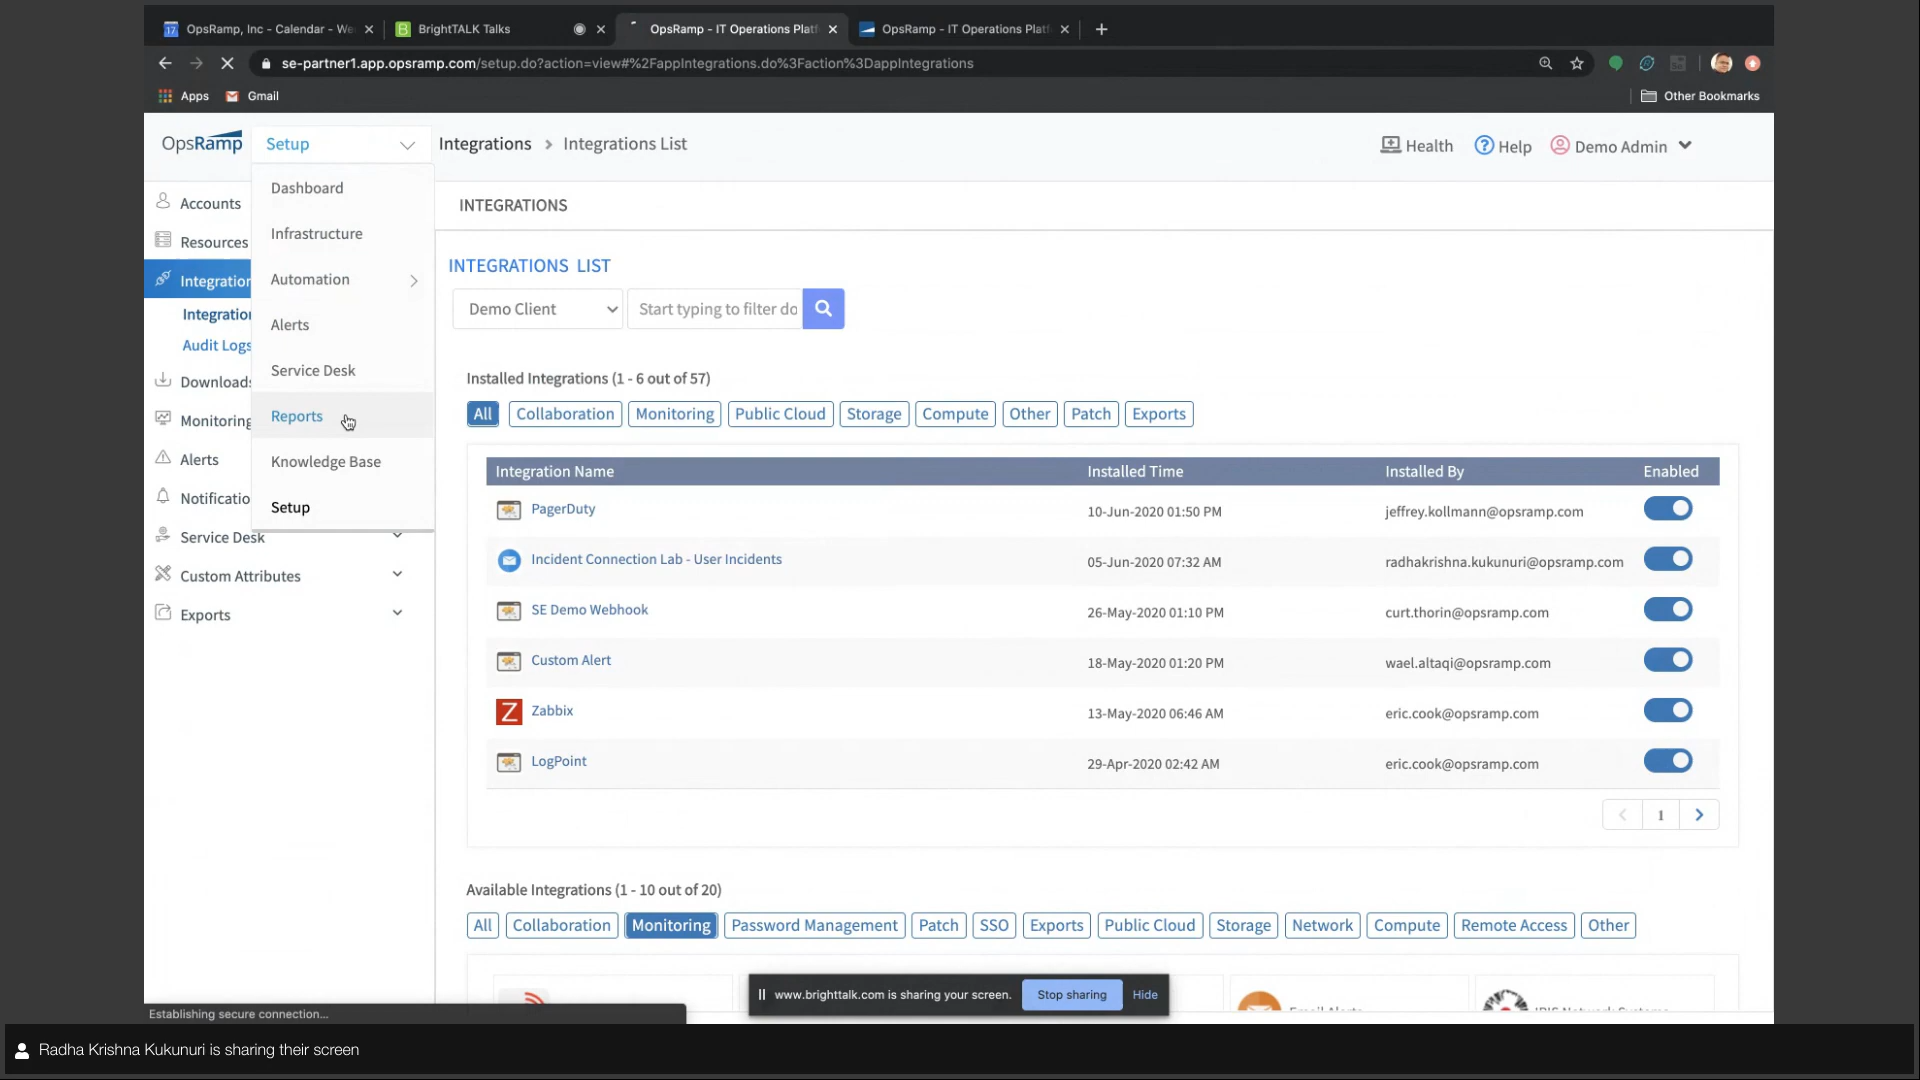 17 OpsRamp, Inc - Calendar - We
BrightTALK Talks
OpsRamp - IT Operations Platf
OpsRamp - IT Operations Platf
se-partner1.app.opsramp.com/setup.do?action=view#%2FappIntegrations.do%3Faction%3DappIntegrations
Apps
Gmail
Other Bookmarks
OpsRamp
Setup
Integrations > Integrations List
Health
Help
Demo Admin
Accounts
Resources
Integration
Integration
Audit Logs
Downloads
Monitoring
Alerts
Notificatio
Service Desk
Custom Attributes
Exports
Dashboard
Infrastructure
Automation
Alerts
Service Desk
Reports
Knowledge Base
Setup
INTEGRATIONS
INTEGRATIONS LIST
Demo Client
Start typing to filter do
Installed Integrations (1 - 6 out of 57)
All Collaboration Monitoring Public Cloud Storage Compute Other Patch Exports
Integration Name Installed Time Installed By Enabled
PagerDuty 10-Jun-2020 01:50 PM jeffrey.kollmann@opsramp.com
Incident Connection Lab - User Incidents 05-Jun-2020 07:32 AM radhakrishna.kukunuri@opsramp.com
SE Demo Webhook 26-May-2020 01:10 PM curt.thorin@opsramp.com
Custom Alert 18-May-2020 01:20 PM wael.altaqi@opsramp.com
Z Zabbix 13-May-2020 06:46 AM eric.cook@opsramp.com
LogPoint 29-Apr-2020 02:42 AM eric.cook@opsramp.com
1
Available Integrations (1 - 10 out of 20)
All Collaboration Monitoring Password Management Patch SSO Exports Public Cloud Storage Network Compute Remote Access Other
www.brighttalk.com is sharing your screen. Stop sharing Hide
Establishing secure connection...
Radha Krishna Kukunuri is sharing their screen